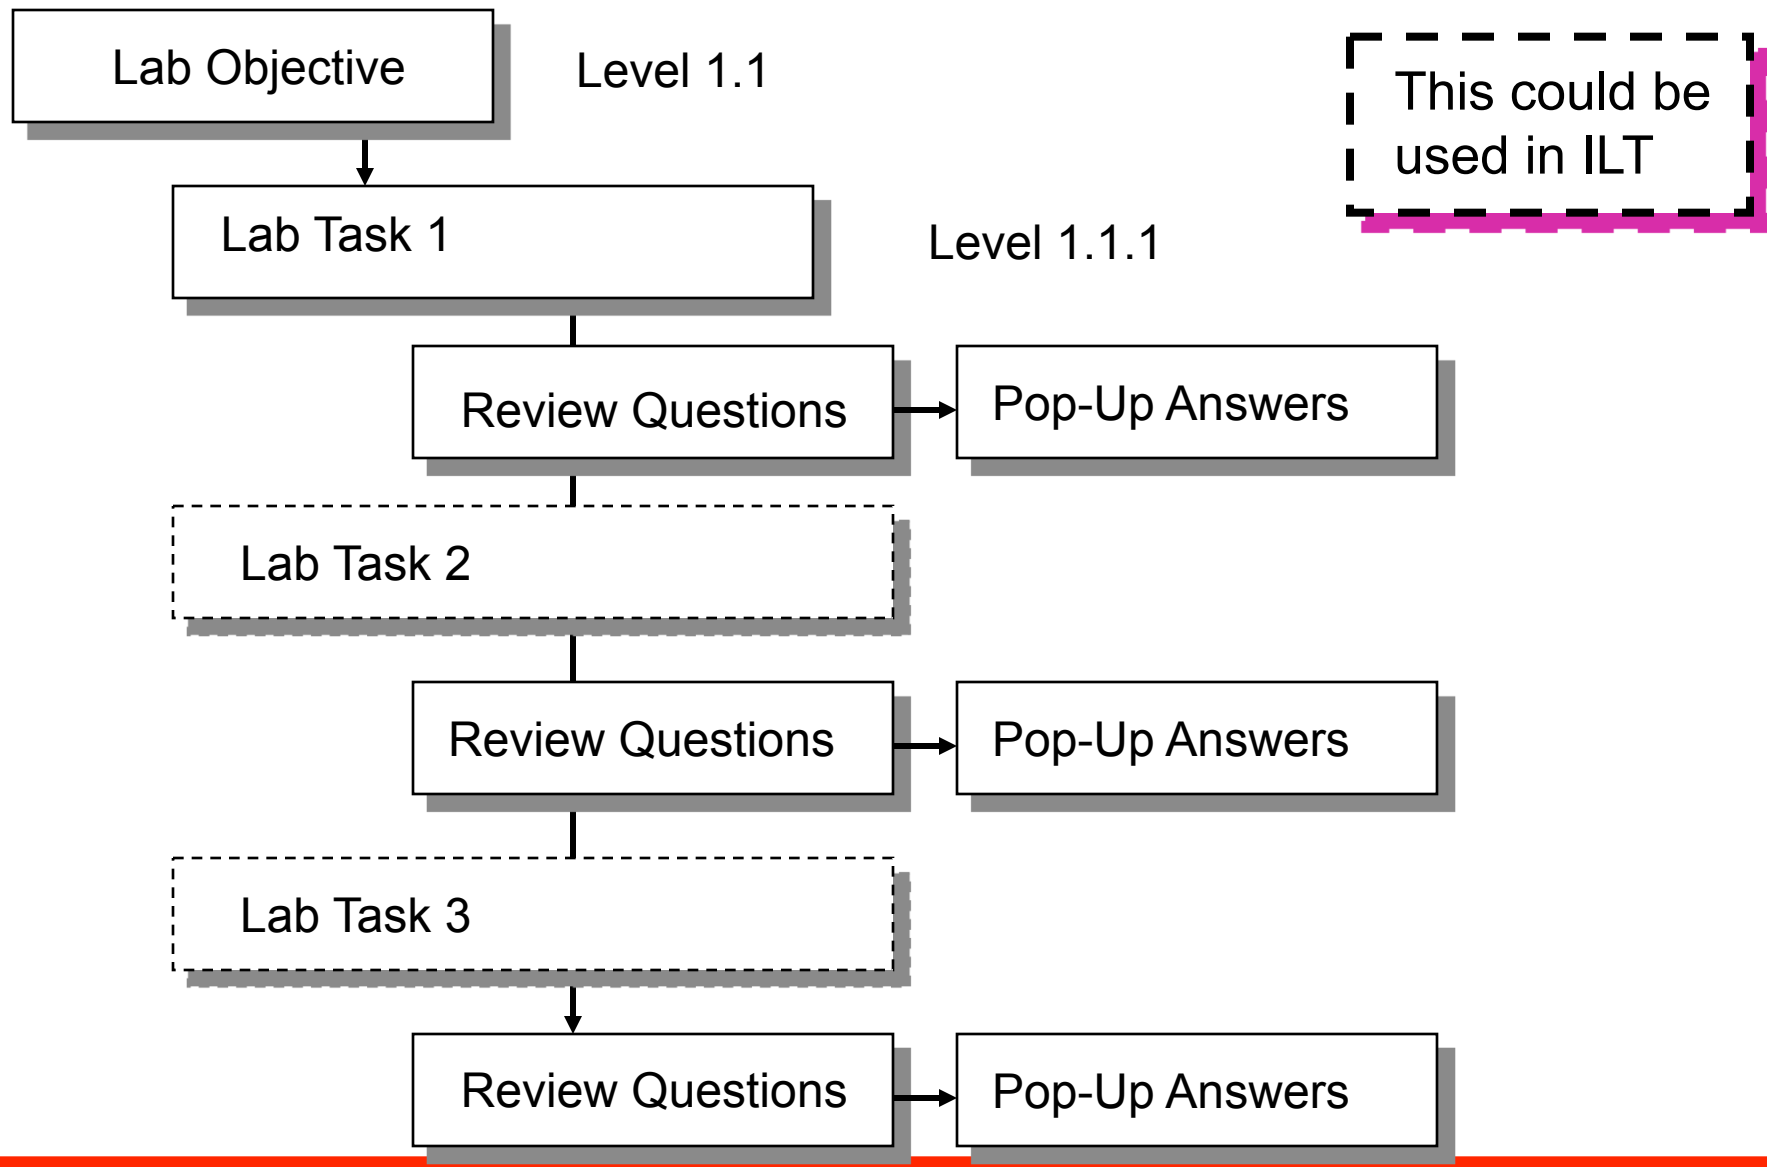 Lab Objective
Level 1.1
This could be
used in ILT
Lab Task 1
Level 1.1.1
Review Questions
Pop-Up Answers
Lab Task 2
Review Questions
Pop-Up Answers
Lab Task 3
Review Questions
Pop-Up Answers